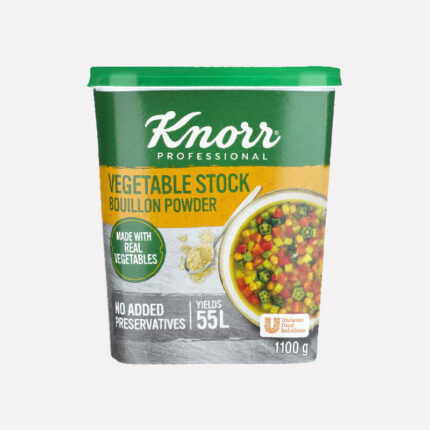 Knorr®
PROFESSIONAL
VEGETABLE STOCK
BOUILLON POWDER
MADE WITH
REAL
VEGETABLES
NO ADDED
PRESERVATIVES
YIELDS
55L
Unilever
Food
Solutions
1100 g